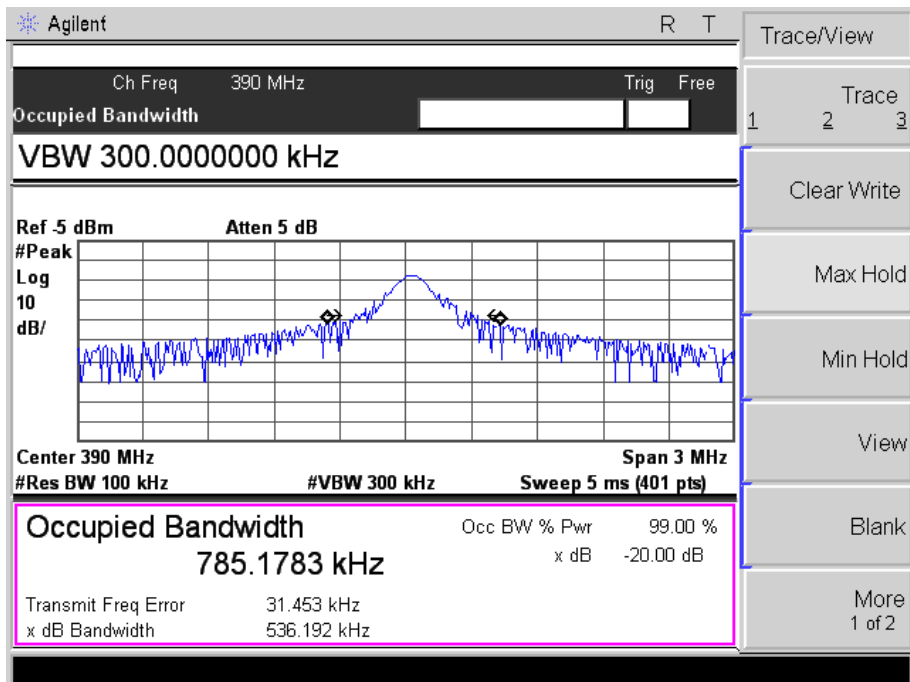 Agilent R T
Ch Freq 390 MHz Trig Free
Occupied Bandwidth
VBW 300.0000000 kHz
Ref -5 dBm Atten 5 dB
#Peak
Log
10
dB/
Center 390 MHz Span 3 MHz
#Res BW 100 kHz #VBW 300 kHz Sweep 5 ms (401 pts)
Occupied Bandwidth Occ BW % Pwr 99.00 %
785.1783 kHz x dB -20.00 dB
Transmit Freq Error 31.453 kHz
x dB Bandwidth 536.192 kHz
Trace/View
Trace
1 2 3
Clear Write
Max Hold
Min Hold
View
Blank
More
1 of 2